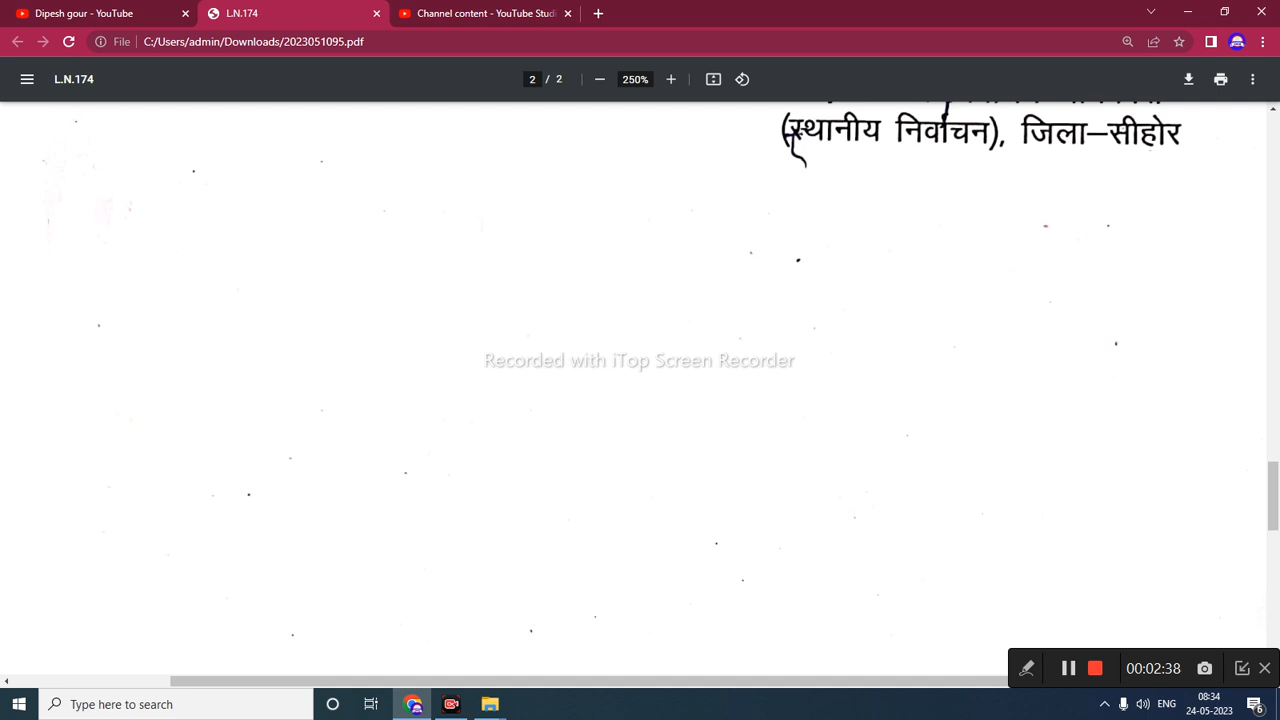 Dipesh gour - YouTube
L.N.174
Channel content - YouTube Studi
File
C:/Users/admin/Downloads/2023051095.pdf
L.N.174
2 / 2
250%
(स्थानीय निर्वाचन), जिला–सीहोर
Recorded with iTop Screen Recorder
00:02:38
Type here to search
ENG
08:34
24-05-2023
6